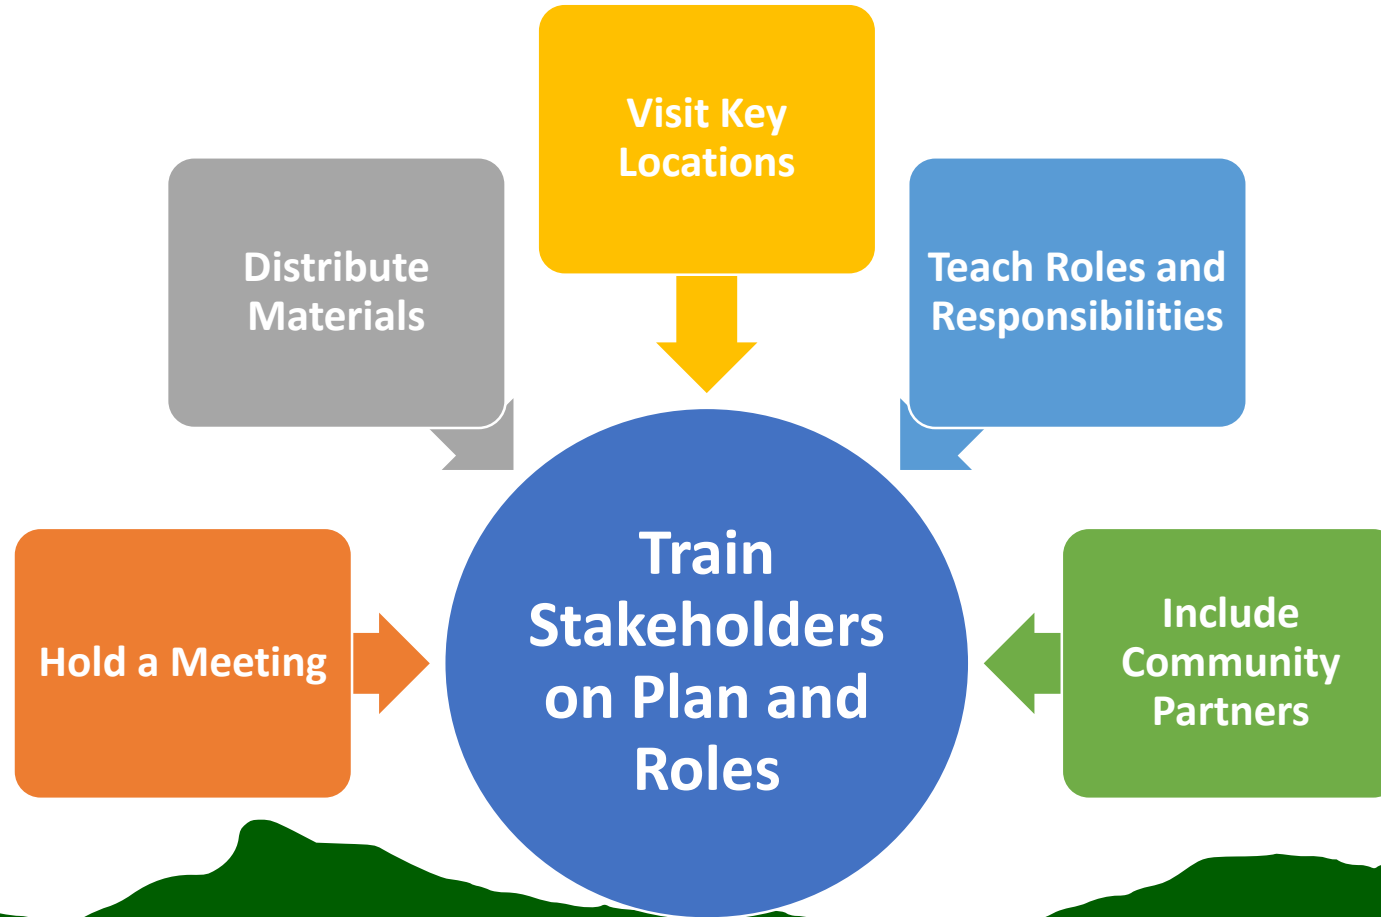 Visit Key
Locations
Distribute
Materials
Teach Roles and
Responsibilities
Hold a Meeting
Train
Stakeholders
on Plan and
Roles
Include
Community
Partners